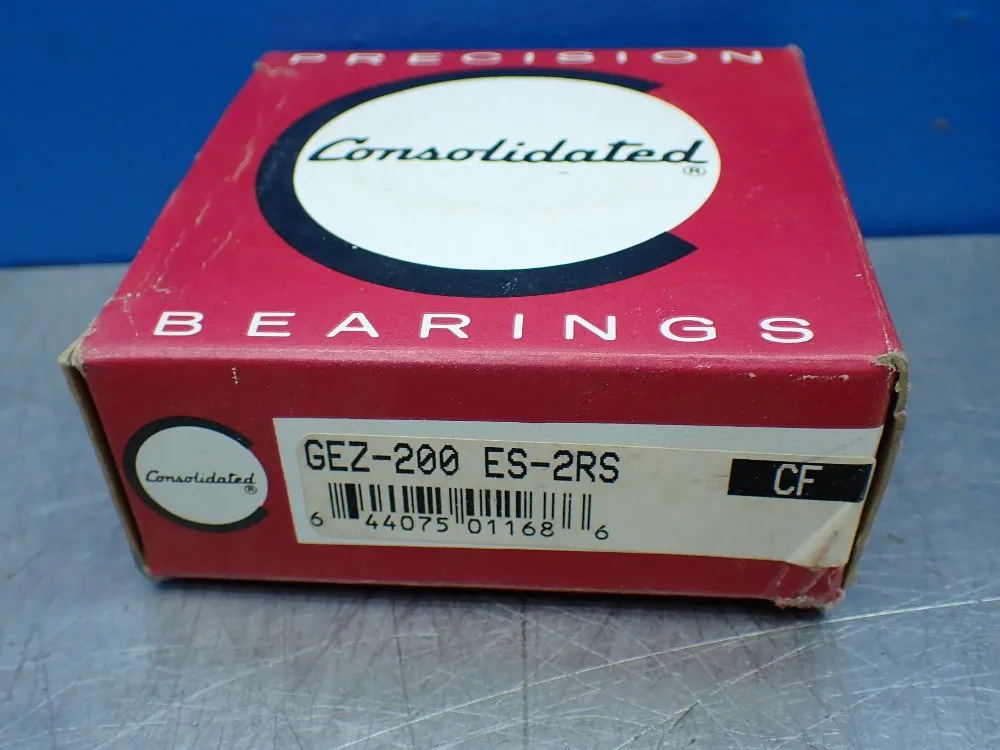 PRECISION
Consolidated®
BEARINGS
Consolidated®
GEZ-200 ES-2RS
CF
6 44075 01168 6